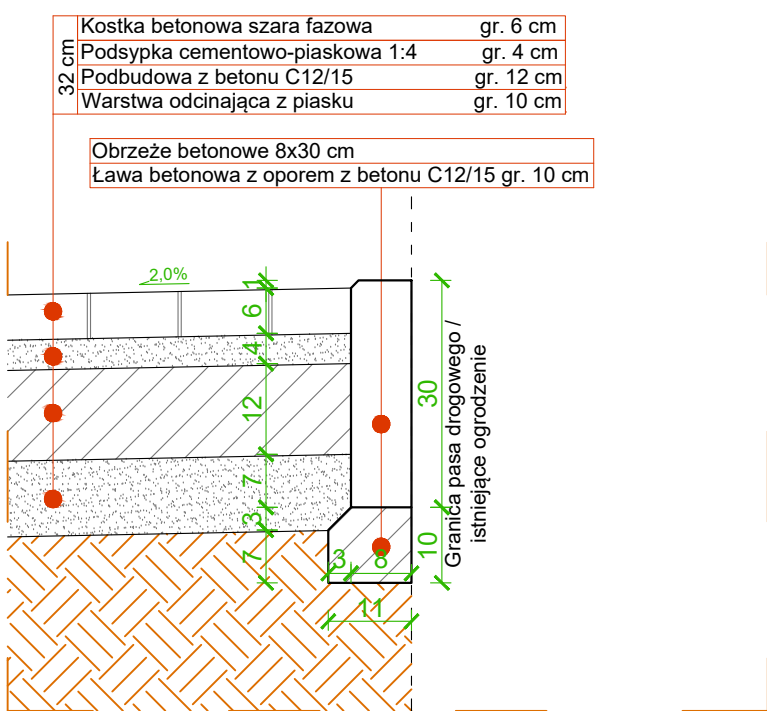 Kostka betonowa szara fazowa gr. 6 cm
Podsypka cementowo-piaskowa 1:4 gr. 4 cm
Podbudowa z betonu C12/15 gr. 12 cm
Warstwa odcinająca z piasku gr. 10 cm
32 cm
Obrzeże betonowe 8x30 cm
Ława betonowa z oporem z betonu C12/15 gr. 10 cm
2,0%
1
6
4
12
7
3
7
30
10
3 8
11
Granica pasa drogowego /
istniejące ogrodzenie